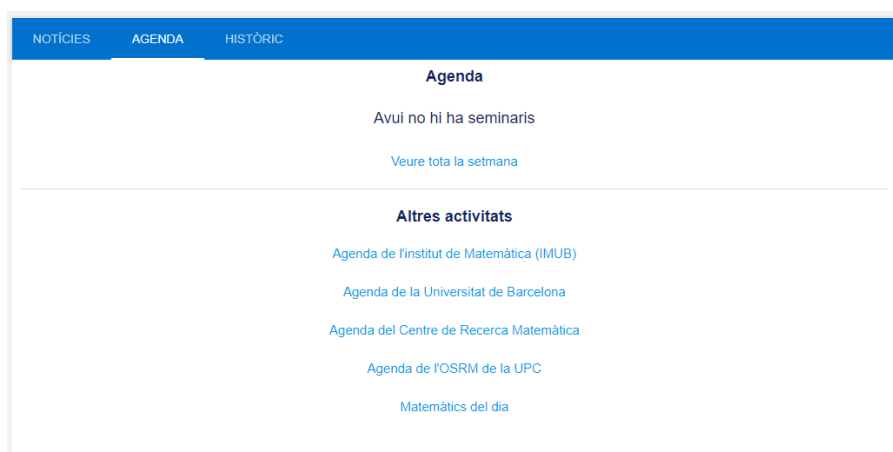 NOTÍCIES AGENDA HISTÒRIC
Agenda
Avui no hi ha seminaris
Veure tota la setmana
Altres activitats
Agenda de l'institut de Matemàtica (IMUB)
Agenda de la Universitat de Barcelona
Agenda del Centre de Recerca Matemàtica
Agenda de l'OSRM de la UPC
Matemàtics del dia